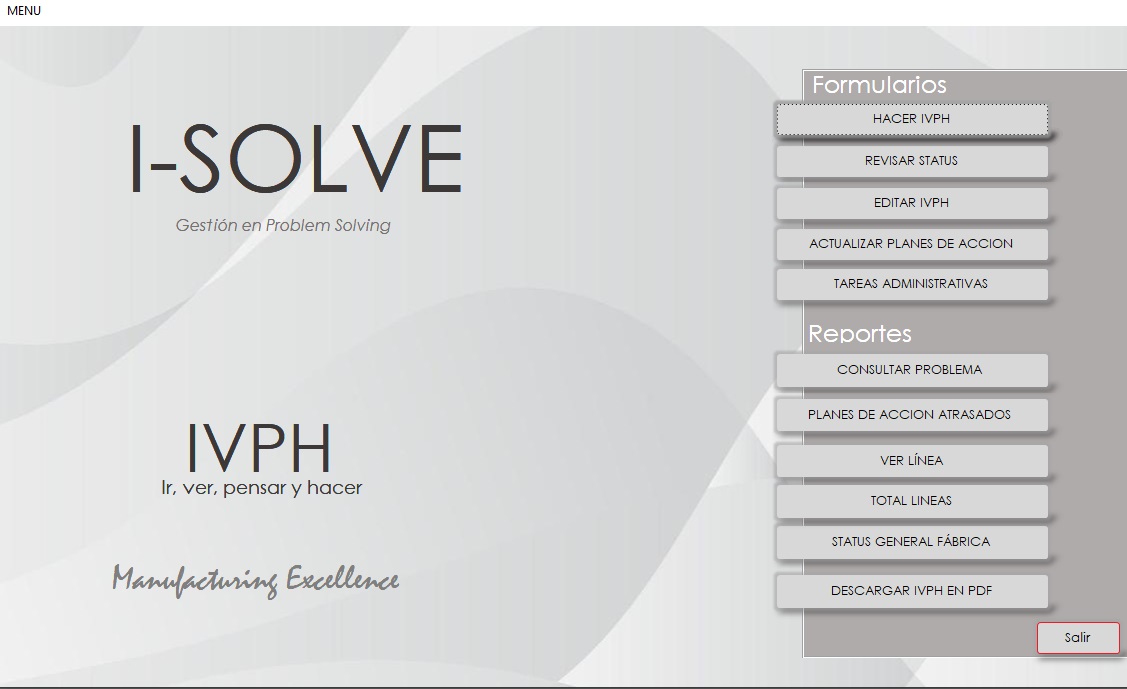 MENU
I-SOLVE
Gestión en Problem Solving
IVPH
Ir, ver, pensar y hacer
Manufacturing Excellence
Formularios
HACER IVPH
REVISAR STATUS
EDITAR IVPH
ACTUALIZAR PLANES DE ACCION
TAREAS ADMINISTRATIVAS
Reportes
CONSULTAR PROBLEMA
PLANES DE ACCION ATRASADOS
VER LÍNEA
TOTAL LINEAS
STATUS GENERAL FÁBRICA
DESCARGAR IVPH EN PDF
Salir